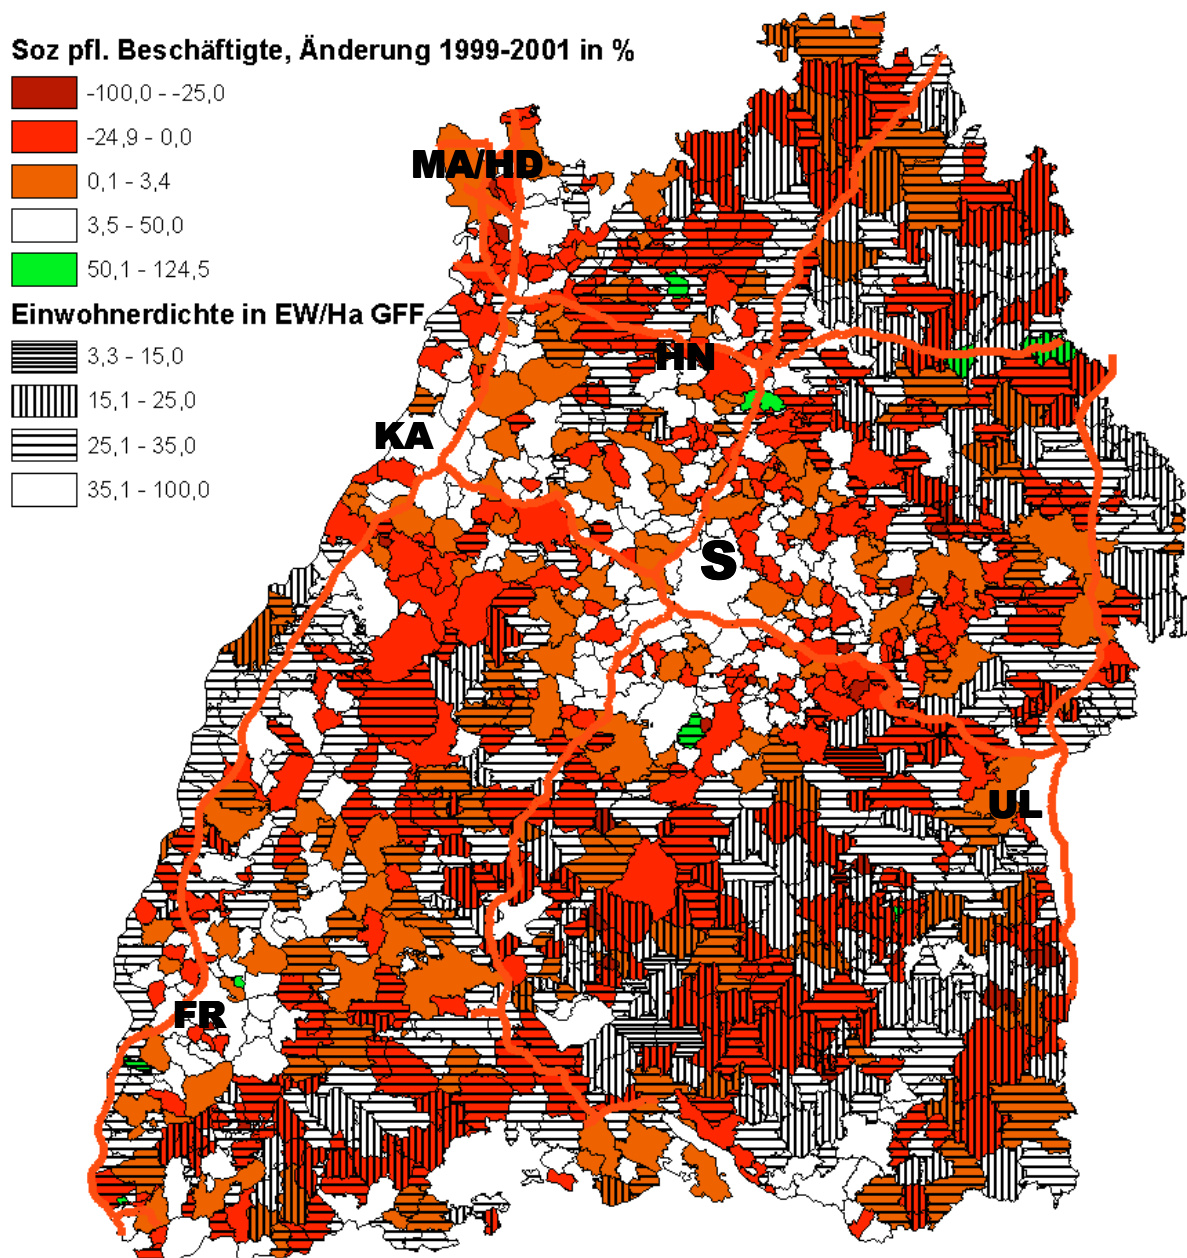 Soz pfl. Beschäftigte, Änderung 1999-2001 in %
-100,0 - -25,0
-24,9 - 0,0
0,1 - 3,4
3,5 - 50,0
50,1 - 124,5
Einwohnerdichte in EW/Ha GFF
3,3 - 15,0
15,1 - 25,0
25,1 - 35,0
35,1 - 100,0
MA/HD
HN
KA
S
UL
FR